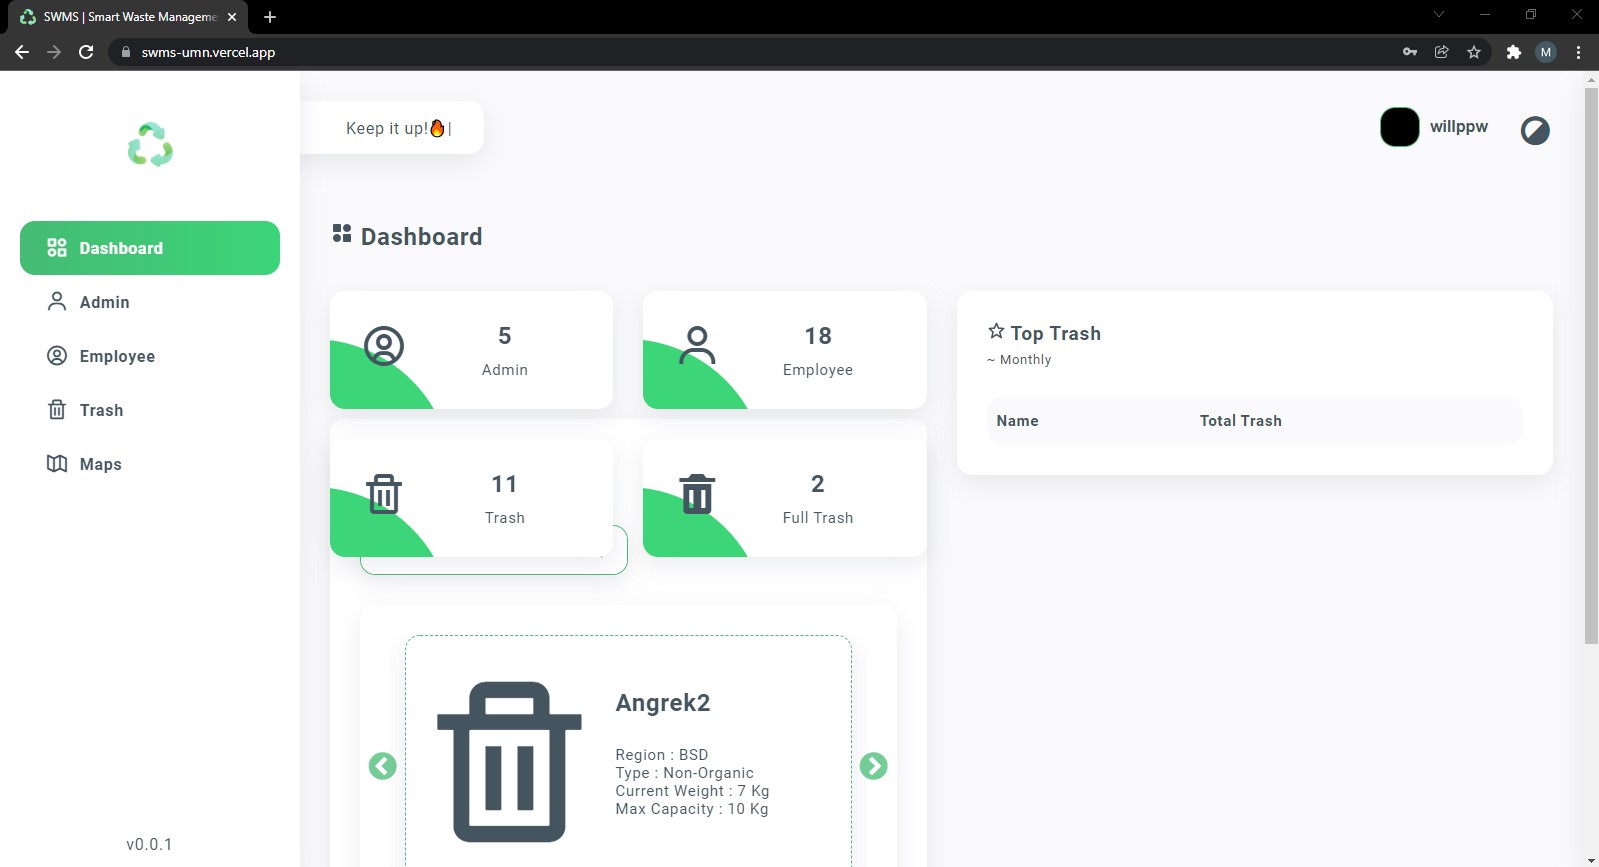 SWMS | Smart Waste Manageme
swms-umn.vercel.app
M
Keep it up!🔥|
willppw
Dashboard
Admin
Employee
Trash
Maps
v0.0.1
Dashboard
5
Admin
18
Employee
11
Trash
2
Full Trash
Top Trash
~ Monthly
Name Total Trash
Angrek2
Region : BSD
Type : Non-Organic
Current Weight : 7 Kg
Max Capacity : 10 Kg